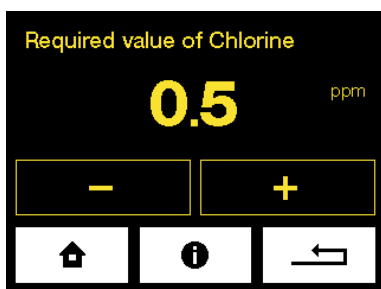 Required value of Chlorine
0.5 ppm
− +